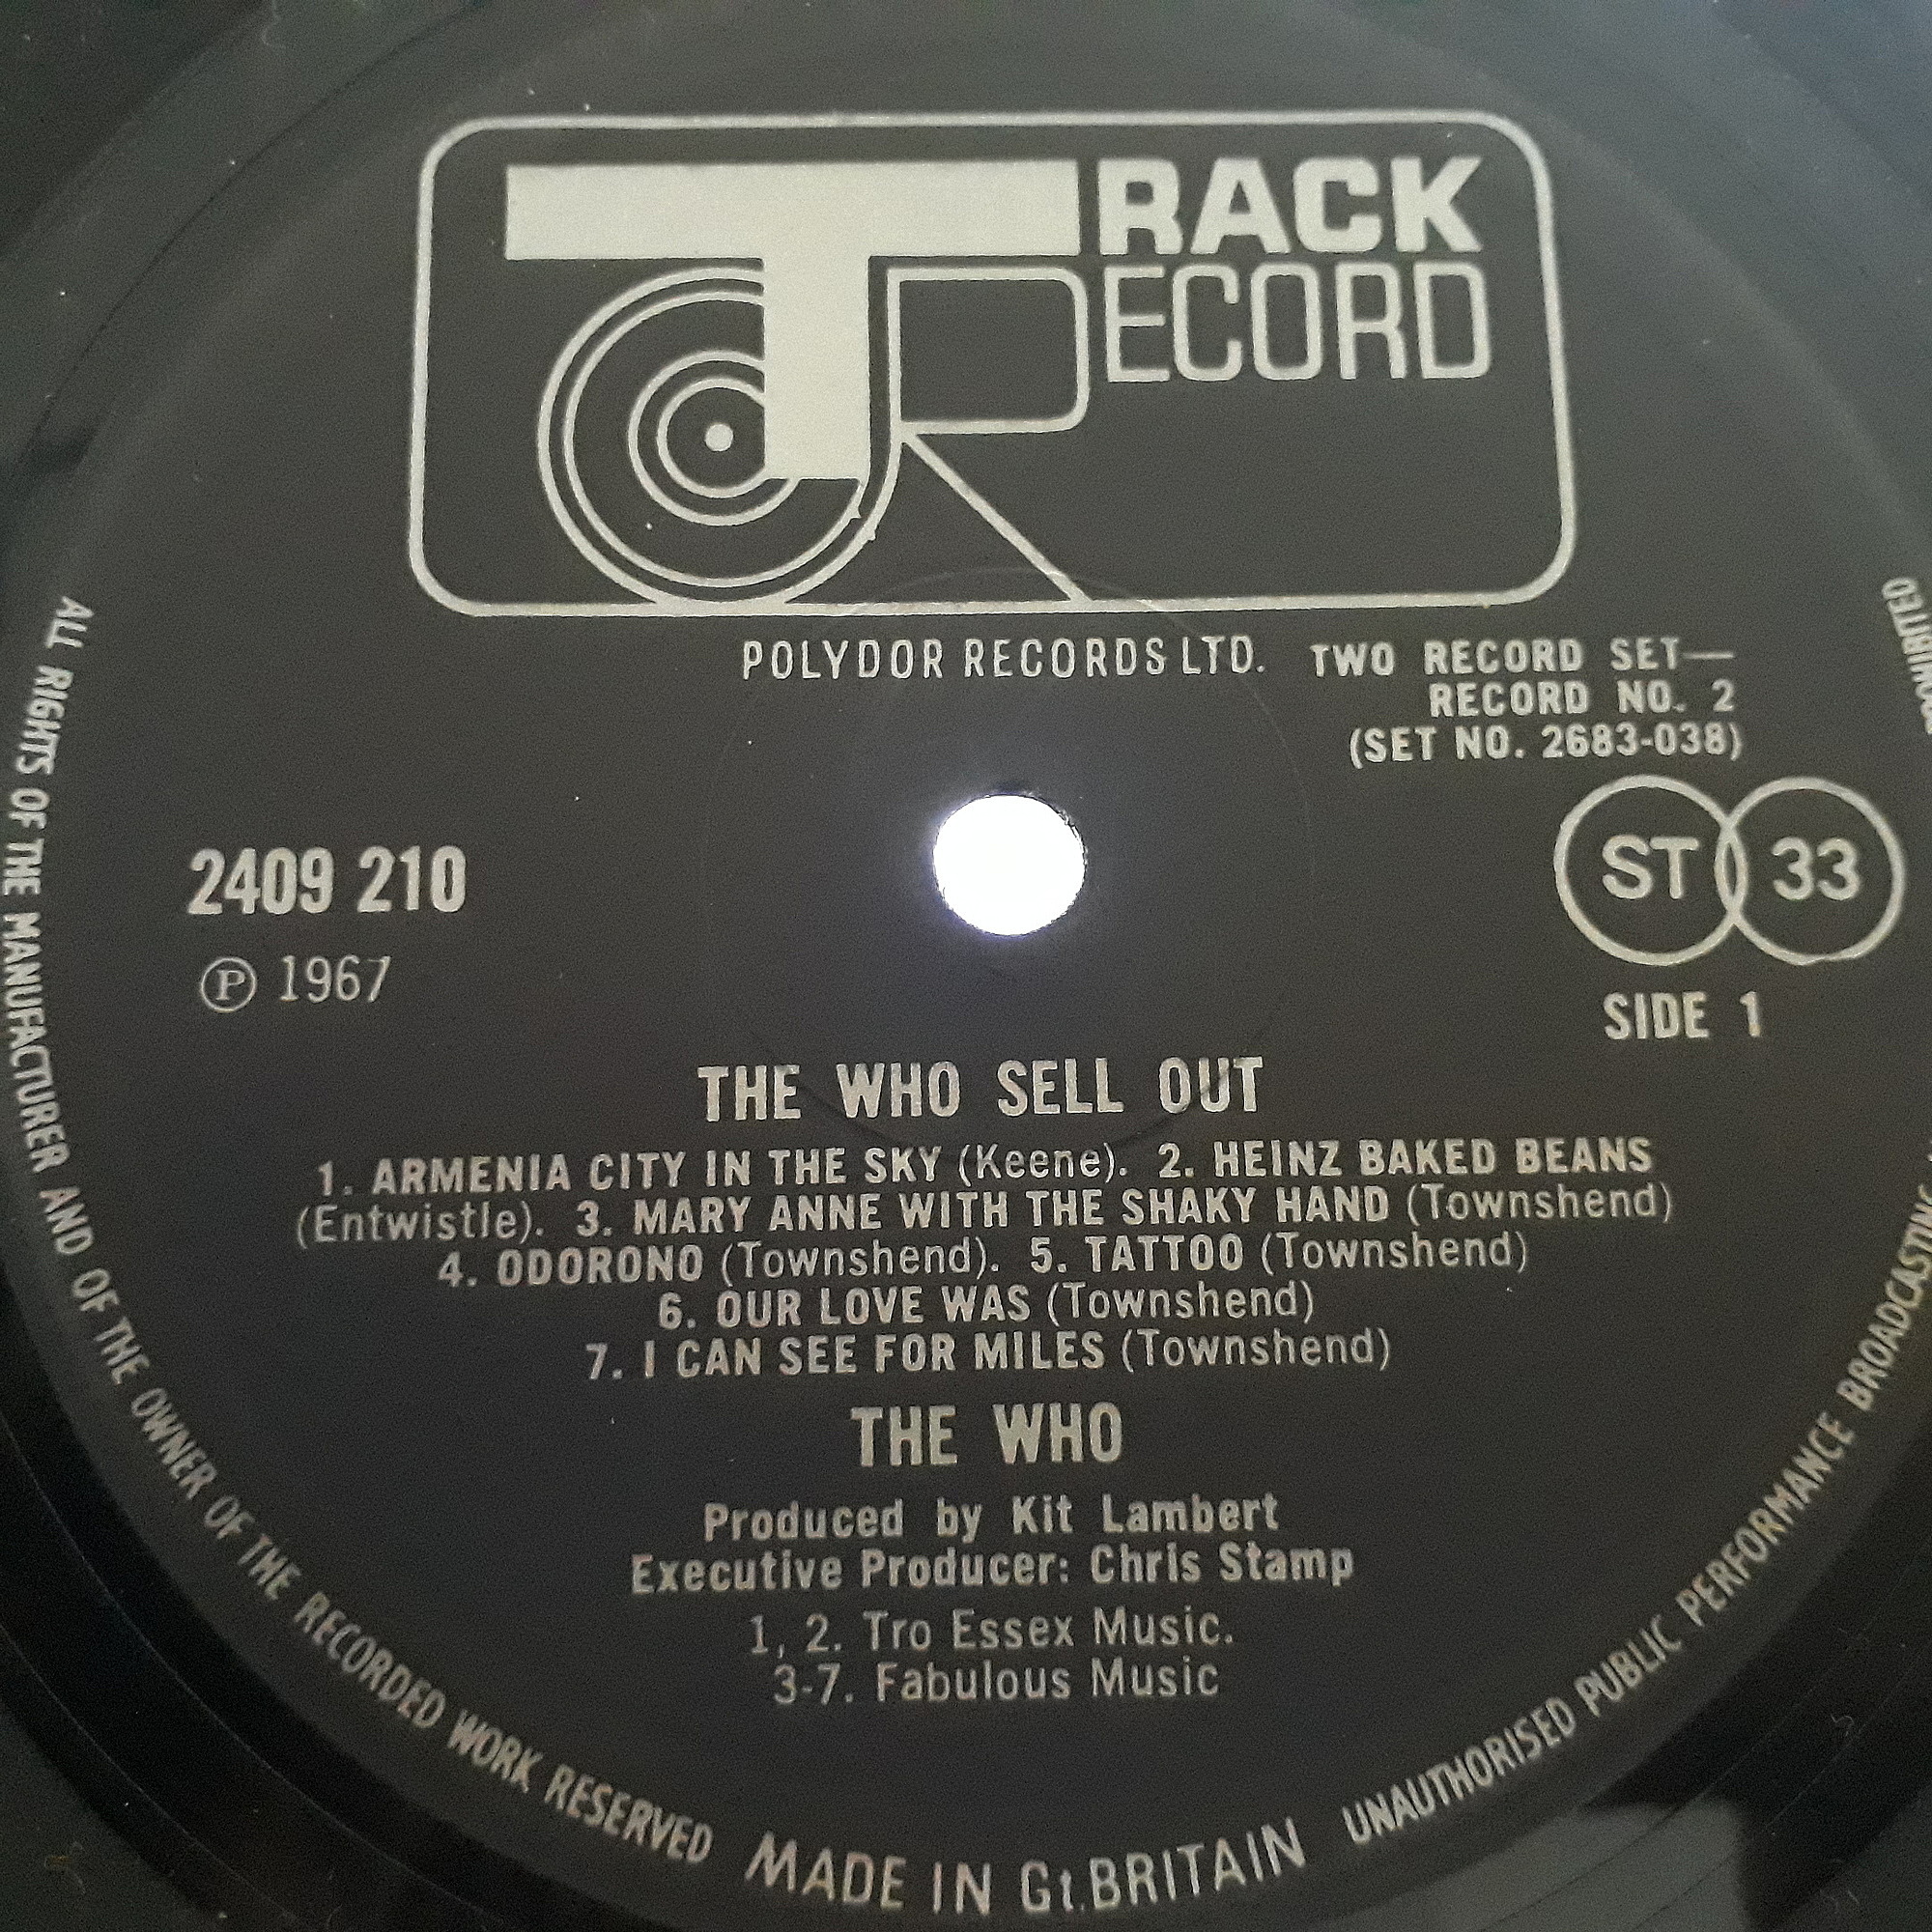 TRACK
RECORD
POLYDOR RECORDS LTD.
TWO RECORD SET—
RECORD NO. 2
(SET NO. 2683-038)
2409 210
ST 33
℗ 1967
SIDE 1
THE WHO SELL OUT
1. ARMENIA CITY IN THE SKY (Keene). 2. HEINZ BAKED BEANS
(Entwistle). 3. MARY ANNE WITH THE SHAKY HAND (Townshend)
4. ODORONO (Townshend). 5. TATTOO (Townshend)
6. OUR LOVE WAS (Townshend)
7. I CAN SEE FOR MILES (Townshend)
THE WHO
Produced by Kit Lambert
Executive Producer: Chris Stamp
1, 2. Tro Essex Music.
3-7. Fabulous Music
ALL RIGHTS OF THE MANUFACTURER AND OF THE OWNER OF THE RECORDED WORK RESERVED MADE IN Gt. BRITAIN UNAUTHORISED PUBLIC PERFORMANCE BROADCASTING